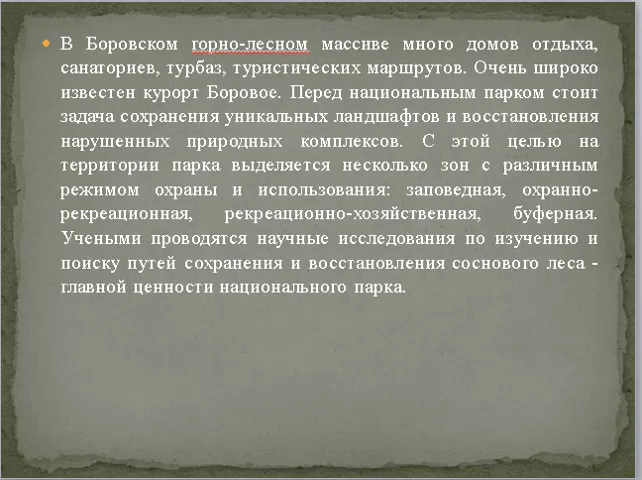 В Боровском горно-лесном массиве много домов отдыха,
санаториев, турбаз, туристических маршрутов. Очень широко
известен курорт Боровое. Перед национальным парком стоит
задача сохранения уникальных ландшафтов и восстановления
нарушенных природных комплексов. С этой целью на
территории парка выделяется несколько зон с различным
режимом охраны и использования: заповедная, охранно-
рекреационная, рекреационно-хозяйственная, буферная.
Учеными проводятся научные исследования по изучению и
поиску путей сохранения и восстановления соснового леса -
главной ценности национального парка.